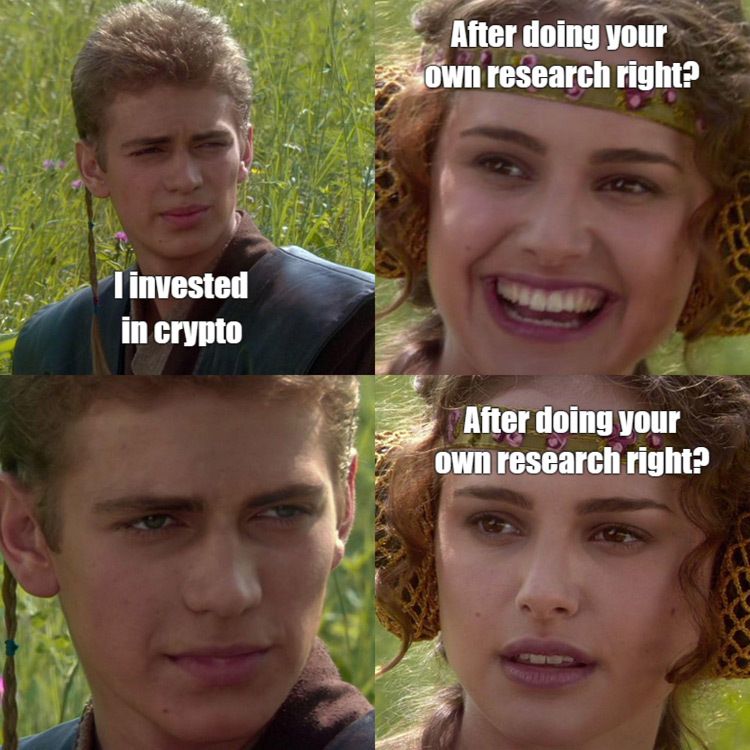 I invested
in crypto
After doing your
own research right?
After doing your
own research right?